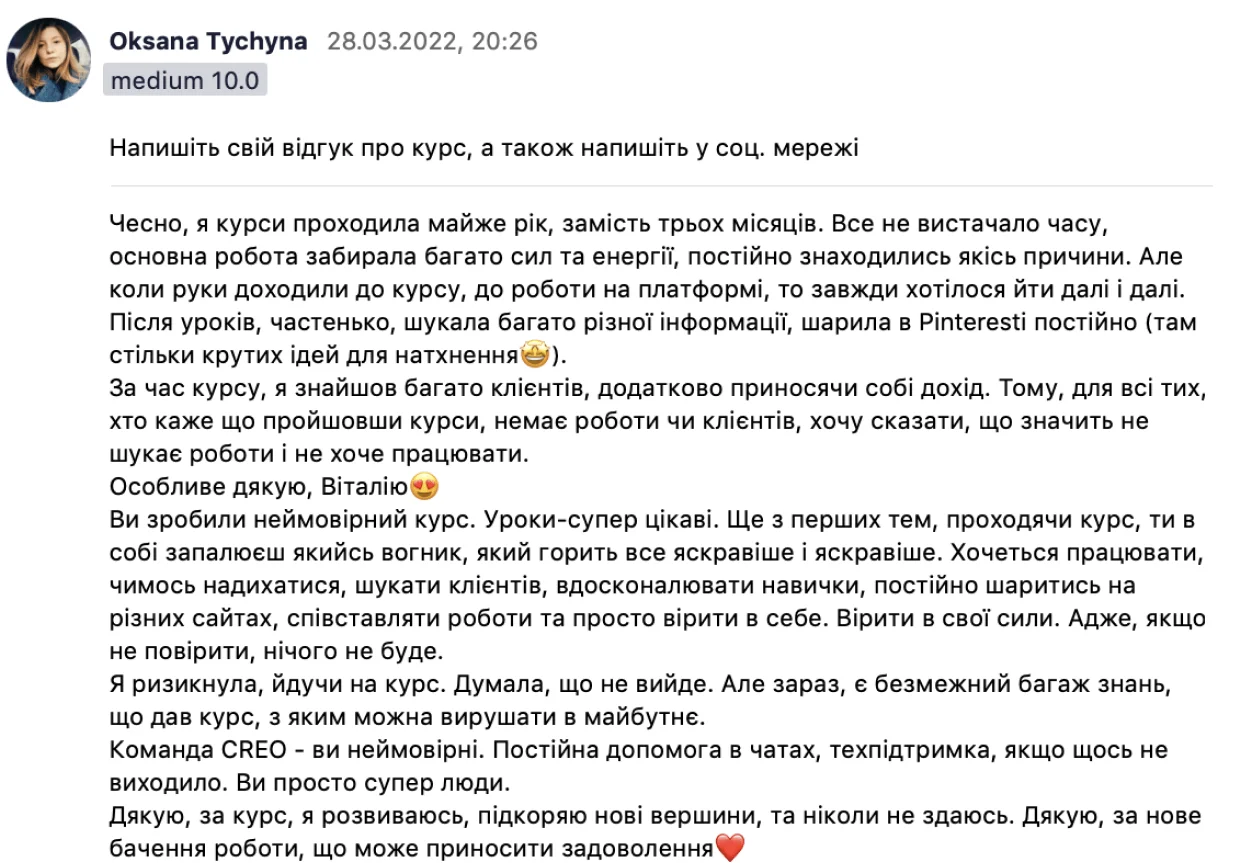 Oksana Tychyna 28.03.2022, 20:26
medium 10.0
Напишіть свій відгук про курс, а також напишіть у соц. мережі
Чесно, я курси проходила майже рік, замість трьох місяців. Все не вистачало часу,
основна робота забирала багато сил та енергії, постійно знаходились якісь причини. Але
коли руки доходили до курсу, до роботи на платформі, то завжди хотілося йти далі і далі.
Після уроків, частенько, шукала багато різної інформації, шарила в Pinteresti постійно (там
стільки крутих ідей для натхнення🤩).
За час курсу, я знайшов багато клієнтів, додатково приносячи собі дохід. Тому, для всі тих,
хто каже що пройшовши курси, немає роботи чи клієнтів, хочу сказати, що значить не
шукає роботи і не хоче працювати.
Особливе дякую, Віталію😍
Ви зробили неймовірний курс. Уроки-супер цікаві. Ще з перших тем, проходячи курс, ти в
собі запалюєш якийсь вогник, який горить все яскравіше і яскравіше. Хочеться працювати,
чимось надихатися, шукати клієнтів, вдосконалювати навички, постійно шаритись на
різних сайтах, співставляти роботи та просто вірити в себе. Вірити в свої сили. Адже, якщо
не повірити, нічого не буде.
Я ризикнула, йдучи на курс. Думала, що не вийде. Але зараз, є безмежний багаж знань,
що дав курс, з яким можна вирушати в майбутнє.
Команда CREO - ви неймовірні. Постійна допомога в чатах, техпідтримка, якщо щось не
виходило. Ви просто супер люди.
Дякую, за курс, я розвиваюсь, підкоряю нові вершини, та ніколи не здаюсь. Дякую, за нове
бачення роботи, що може приносити задоволення❤️